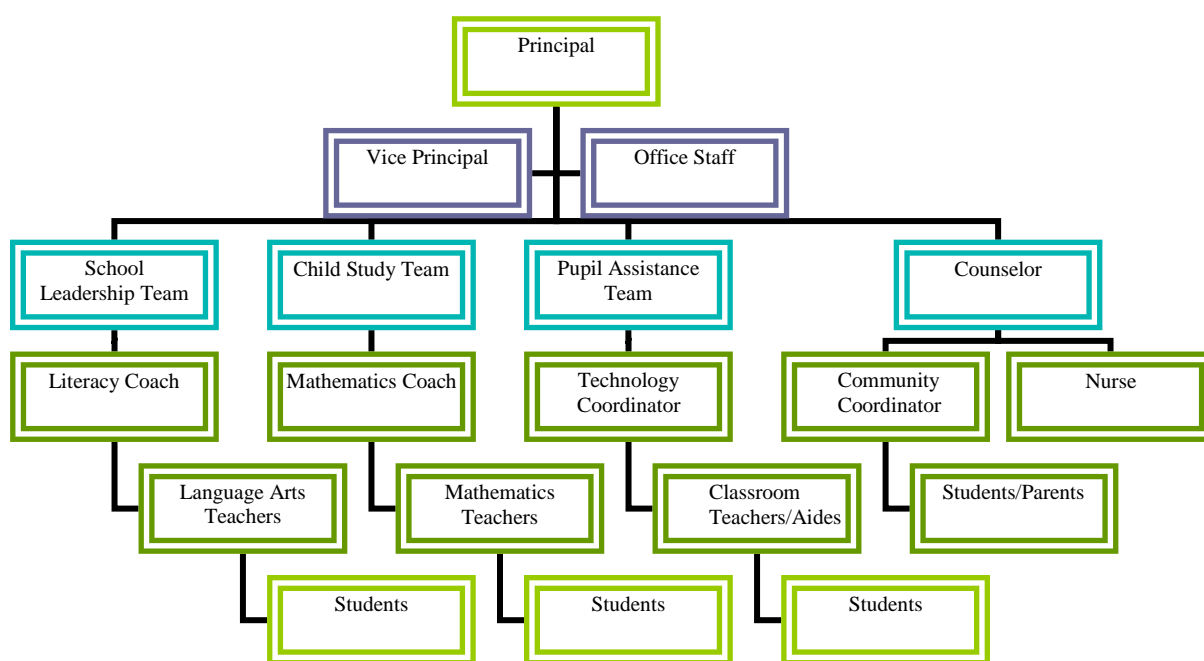 Principal
Vice Principal
Office Staff
School
Leadership Team
Child Study Team
Pupil Assistance
Team
Counselor
Literacy Coach
Mathematics Coach
Technology
Coordinator
Community
Coordinator
Nurse
Language Arts
Teachers
Mathematics
Teachers
Classroom
Teachers/Aides
Students/Parents
Students
Students
Students